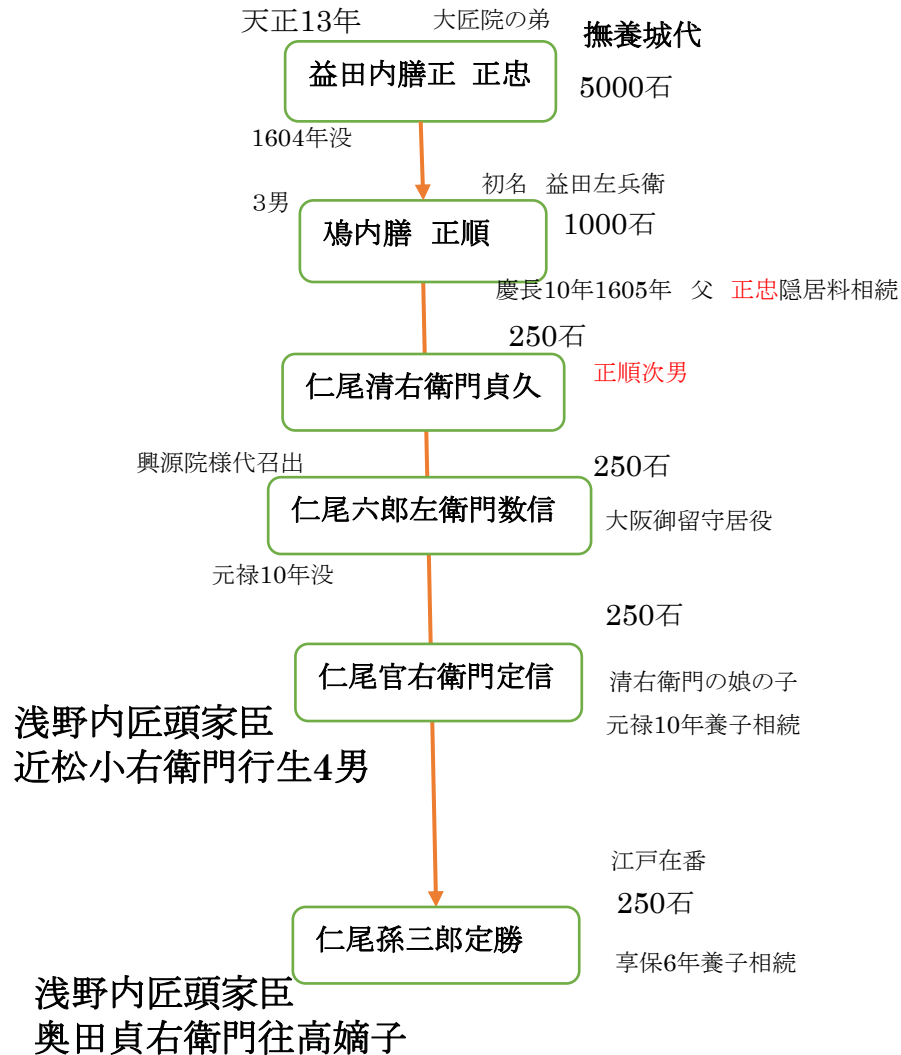 天正13年
大匠院の弟
撫養城代
益田内膳正 正忠
5000石
1604年没
初名 益田左兵衛
3男
1000石
内膳 正順
慶長10年1605年 父 正忠隠居料相続
250石
仁尾清右衛門貞久
正順次男
興源院様代召出
250石
仁尾六郎左衛門数信
大阪御留守居役
元禄10年没
250石
仁尾官右衛門定信
清右衛門の娘の子
元禄10年養子相続
浅野内匠頭家臣
近松小右衛門行生4男
江戸在番
250石
仁尾孫三郎定勝
享保6年養子相続
浅野内匠頭家臣
奥田貞右衛門往高嫡子